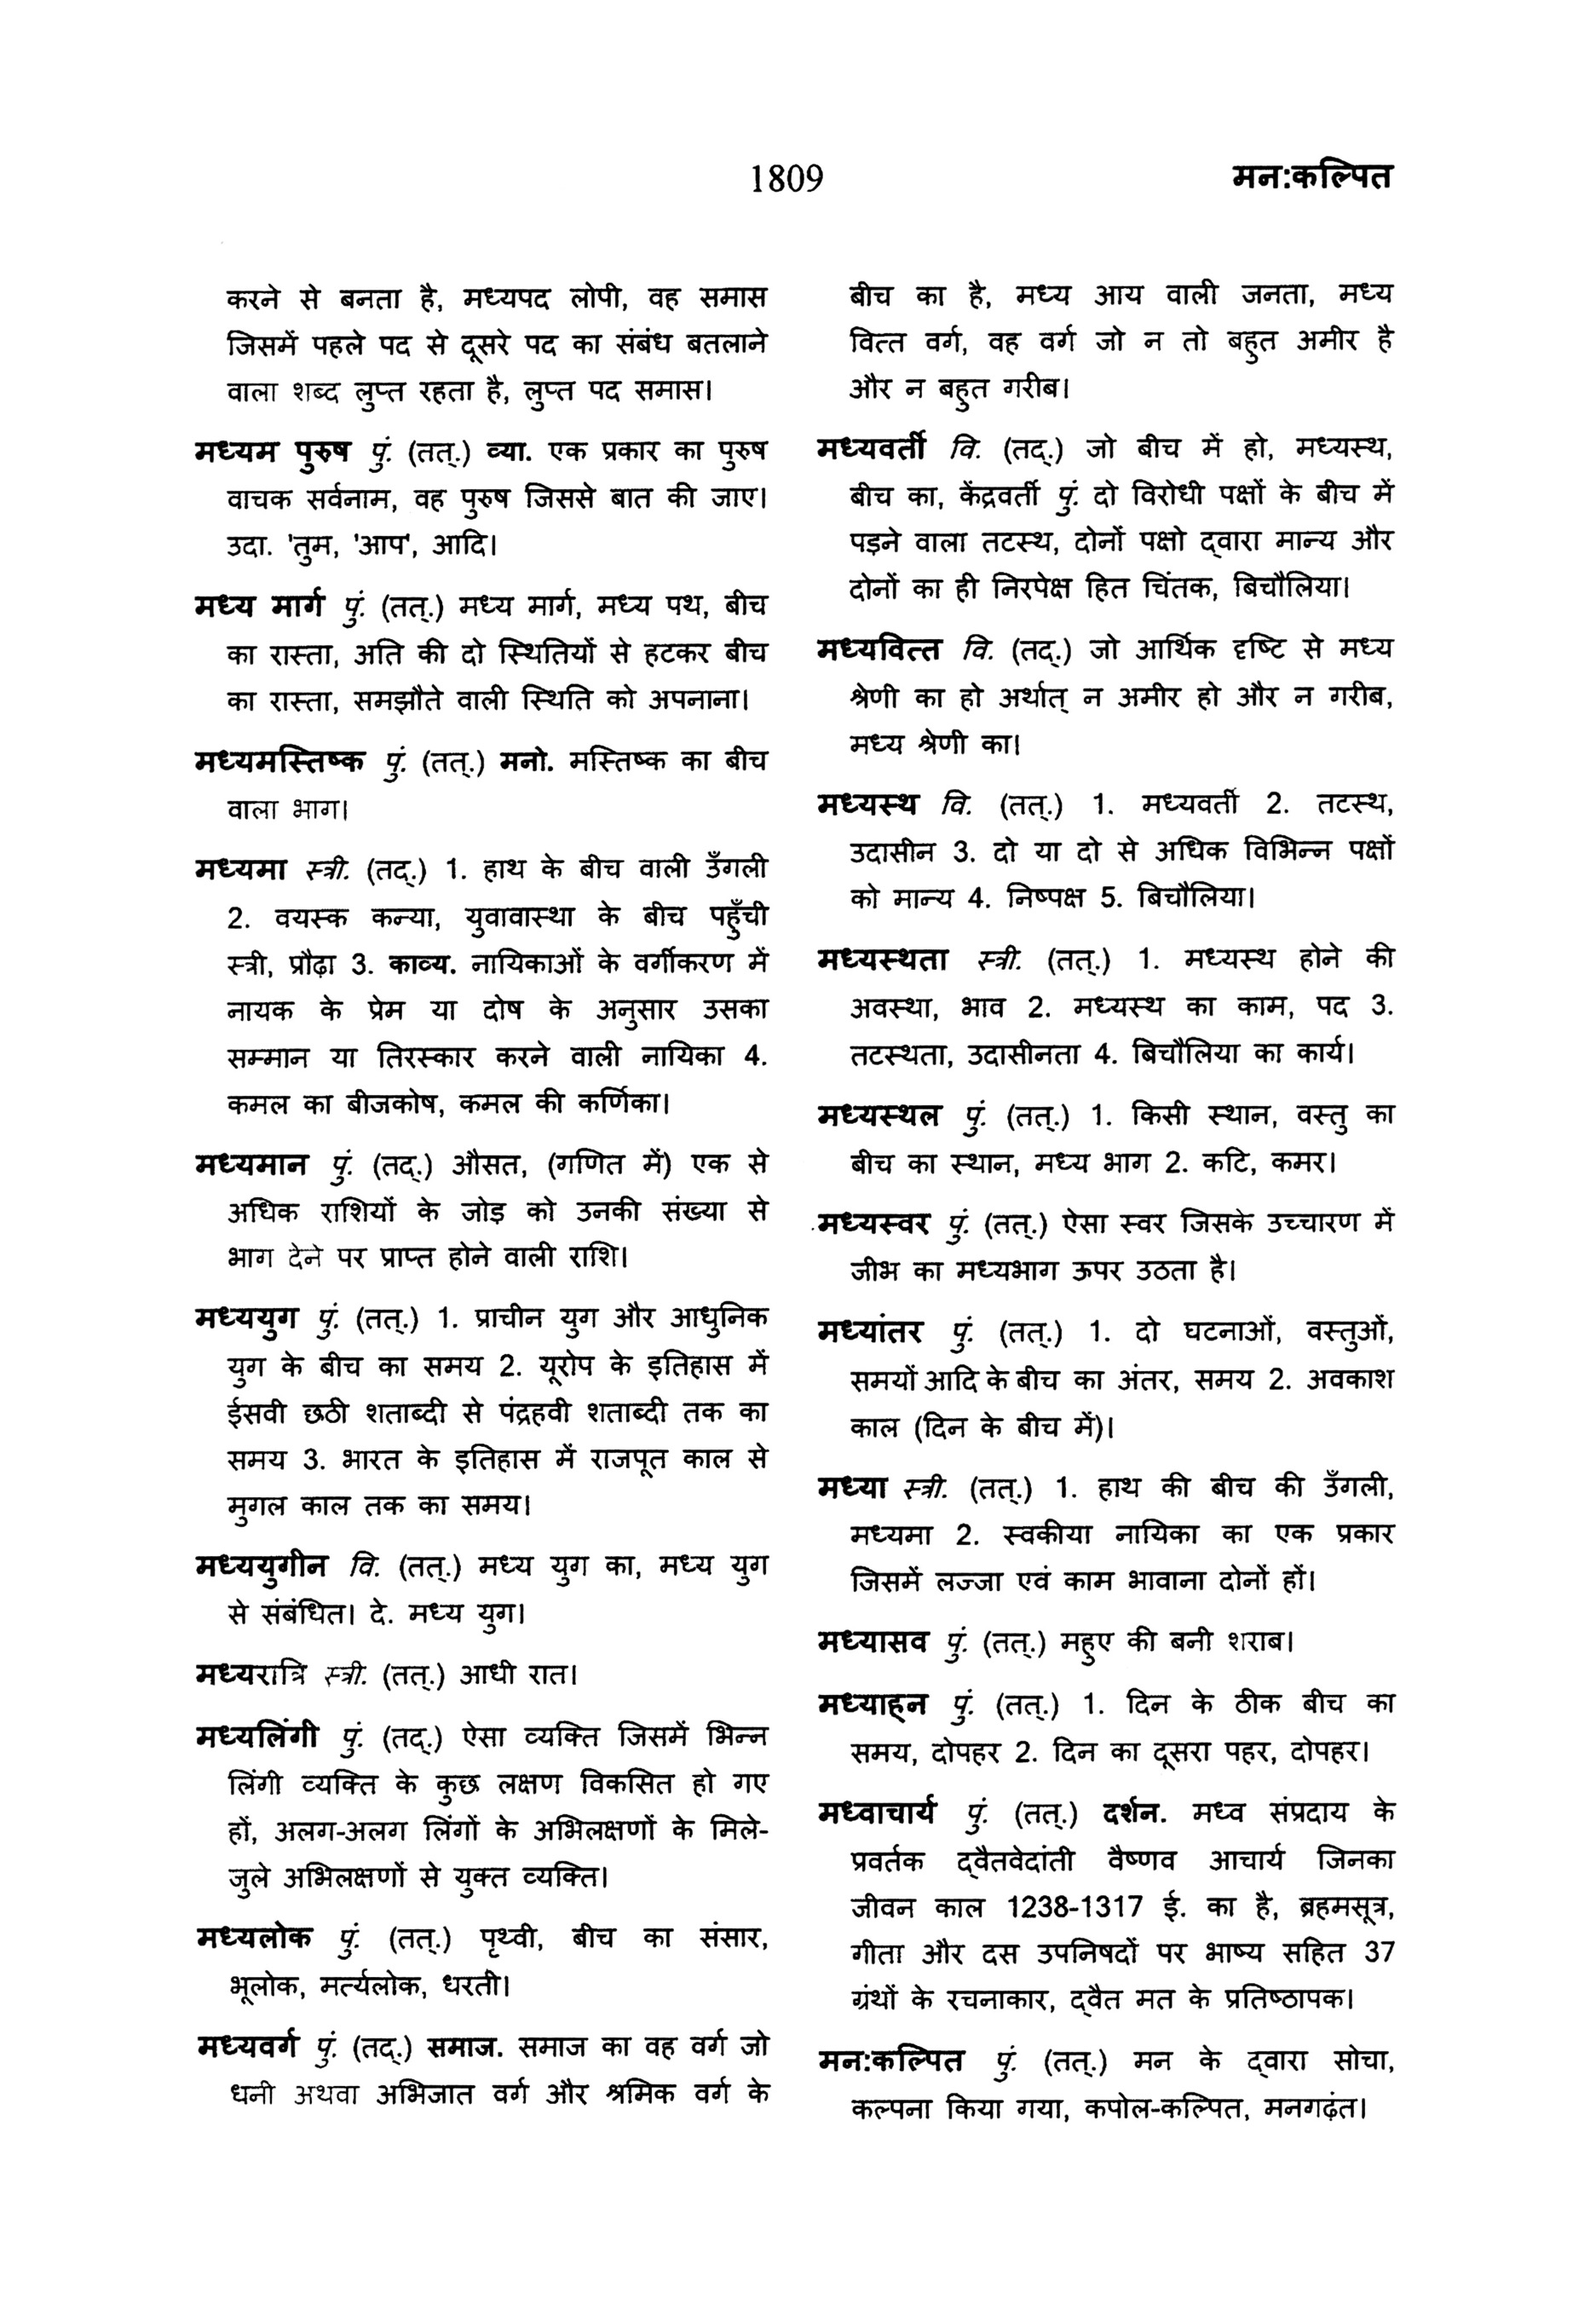 1809
मन:कल्पित
करने से बनता है, मध्यपद लोपी, वह समास
जिसमें पहले पद से दूसरे पद का संबंध बतलाने
वाला शब्द लुप्त रहता है, लुप्त पद समास।
मध्यम पुरुष पुं. (तत्.) व्या. एक प्रकार का पुरुष
वाचक सर्वनाम, वह पुरुष जिससे बात की जाए।
उदा. 'तुम, 'आप', आदि।
मध्य मार्ग पुं. (तत्.) मध्य मार्ग, मध्य पथ, बीच
का रास्ता, अति की दो स्थितियों से हटकर बीच
का रास्ता, समझौते वाली स्थिति को अपनाना।
मध्यमस्तिष्क पुं. (तत्.) मनो. मस्तिष्क का बीच
वाला भाग।
मध्यमा स्त्री. (तद्.) 1. हाथ के बीच वाली उँगली
2. वयस्क कन्या, युवावास्था के बीच पहुँची
स्त्री, प्रौढ़ा 3. काव्य. नायिकाओं के वर्गीकरण में
नायक के प्रेम या दोष के अनुसार उसका
सम्मान या तिरस्कार करने वाली नायिका 4.
कमल का बीजकोष, कमल की कर्णिका।
मध्यमान पुं. (तद्.) औसत, (गणित में) एक से
अधिक राशियों के जोड़ को उनकी संख्या से
भाग देने पर प्राप्त होने वाली राशि।
मध्ययुग पुं. (तत्.) 1. प्राचीन युग और आधुनिक
युग के बीच का समय 2. यूरोप के इतिहास में
ईसवी छठी शताब्दी से पंद्रहवी शताब्दी तक का
समय 3. भारत के इतिहास में राजपूत काल से
मुगल काल तक का समय।
मध्ययुगीन वि. (तत्.) मध्य युग का, मध्य युग
से संबंधित। दे. मध्य युग।
मध्यरात्रि स्त्री. (तत्.) आधी रात।
मध्यलिंगी पुं. (तद्.) ऐसा व्यक्ति जिसमें भिन्न
लिंगी व्यक्ति के कुछ लक्षण विकसित हो गए
हों, अलग-अलग लिंगों के अभिलक्षणों के मिले-
जुले अभिलक्षणों से युक्त व्यक्ति।
मध्यलोक पुं. (तत्.) पृथ्वी, बीच का संसार,
भूलोक, मर्त्यलोक, धरती।
मध्यवर्ग पुं. (तद्.) समाज. समाज का वह वर्ग जो
धनी अथवा अभिजात वर्ग और श्रमिक वर्ग के
बीच का है, मध्य आय वाली जनता, मध्य
वित्त वर्ग, वह वर्ग जो न तो बहुत अमीर है
और न बहुत गरीब।
मध्यवर्ती वि. (तद्.) जो बीच में हो, मध्यस्थ,
बीच का, केंद्रवर्ती पुं. दो विरोधी पक्षों के बीच में
पड़ने वाला तटस्थ, दोनों पक्षो द्‌वारा मान्य और
दोनों का ही निरपेक्ष हित चिंतक, बिचौलिया।
मध्यवित्त वि. (तद्.) जो आर्थिक दृष्टि से मध्य
श्रेणी का हो अर्थात् न अमीर हो और न गरीब,
मध्य श्रेणी का।
मध्यस्थ वि. (तत्.) 1. मध्यवर्ती 2. तटस्थ,
उदासीन 3. दो या दो से अधिक विभिन्न पक्षों
को मान्य 4. निष्पक्ष 5. बिचौलिया।
मध्यस्थता स्त्री. (तत्.) 1. मध्यस्थ होने की
अवस्था, भाव 2. मध्यस्थ का काम, पद 3.
तटस्थता, उदासीनता 4. बिचौलिया का कार्य।
मध्यस्थल पुं. (तत्.) 1. किसी स्थान, वस्तु का
बीच का स्थान, मध्य भाग 2. कटि, कमर।
मध्यस्वर पुं. (तत्.) ऐसा स्वर जिसके उच्चारण में
जीभ का मध्यभाग ऊपर उठता है।
मध्यांतर पुं. (तत्.) 1. दो घटनाओं, वस्तुओं,
समयों आदि के बीच का अंतर, समय 2. अवकाश
काल (दिन के बीच में)।
मध्या स्त्री. (तत्.) 1. हाथ की बीच की उँगली,
मध्यमा 2. स्वकीया नायिका का एक प्रकार
जिसमें लज्जा एवं काम भावाना दोनों हों।
मध्यासव पुं. (तत्.) महुए की बनी शराब।
मध्याह्‌न पुं. (तत्.) 1. दिन के ठीक बीच का
समय, दोपहर 2. दिन का दूसरा पहर, दोपहर।
मध्वाचार्य पुं. (तत्.) दर्शन. मध्व संप्रदाय के
प्रवर्तक द्‌वैतवेदांती वैष्णव आचार्य जिनका
जीवन काल 1238-1317 ई. का है, ब्रह्‌मसूत्र,
गीता और दस उपनिषदों पर भाष्य सहित 37
ग्रंथों के रचनाकार, द्‌वैत मत के प्रतिष्ठापक।
मन:कल्पित पुं. (तत्.) मन के द्‌वारा सोचा,
कल्पना किया गया, कपोल-कल्पित, मनगढ़ंत।